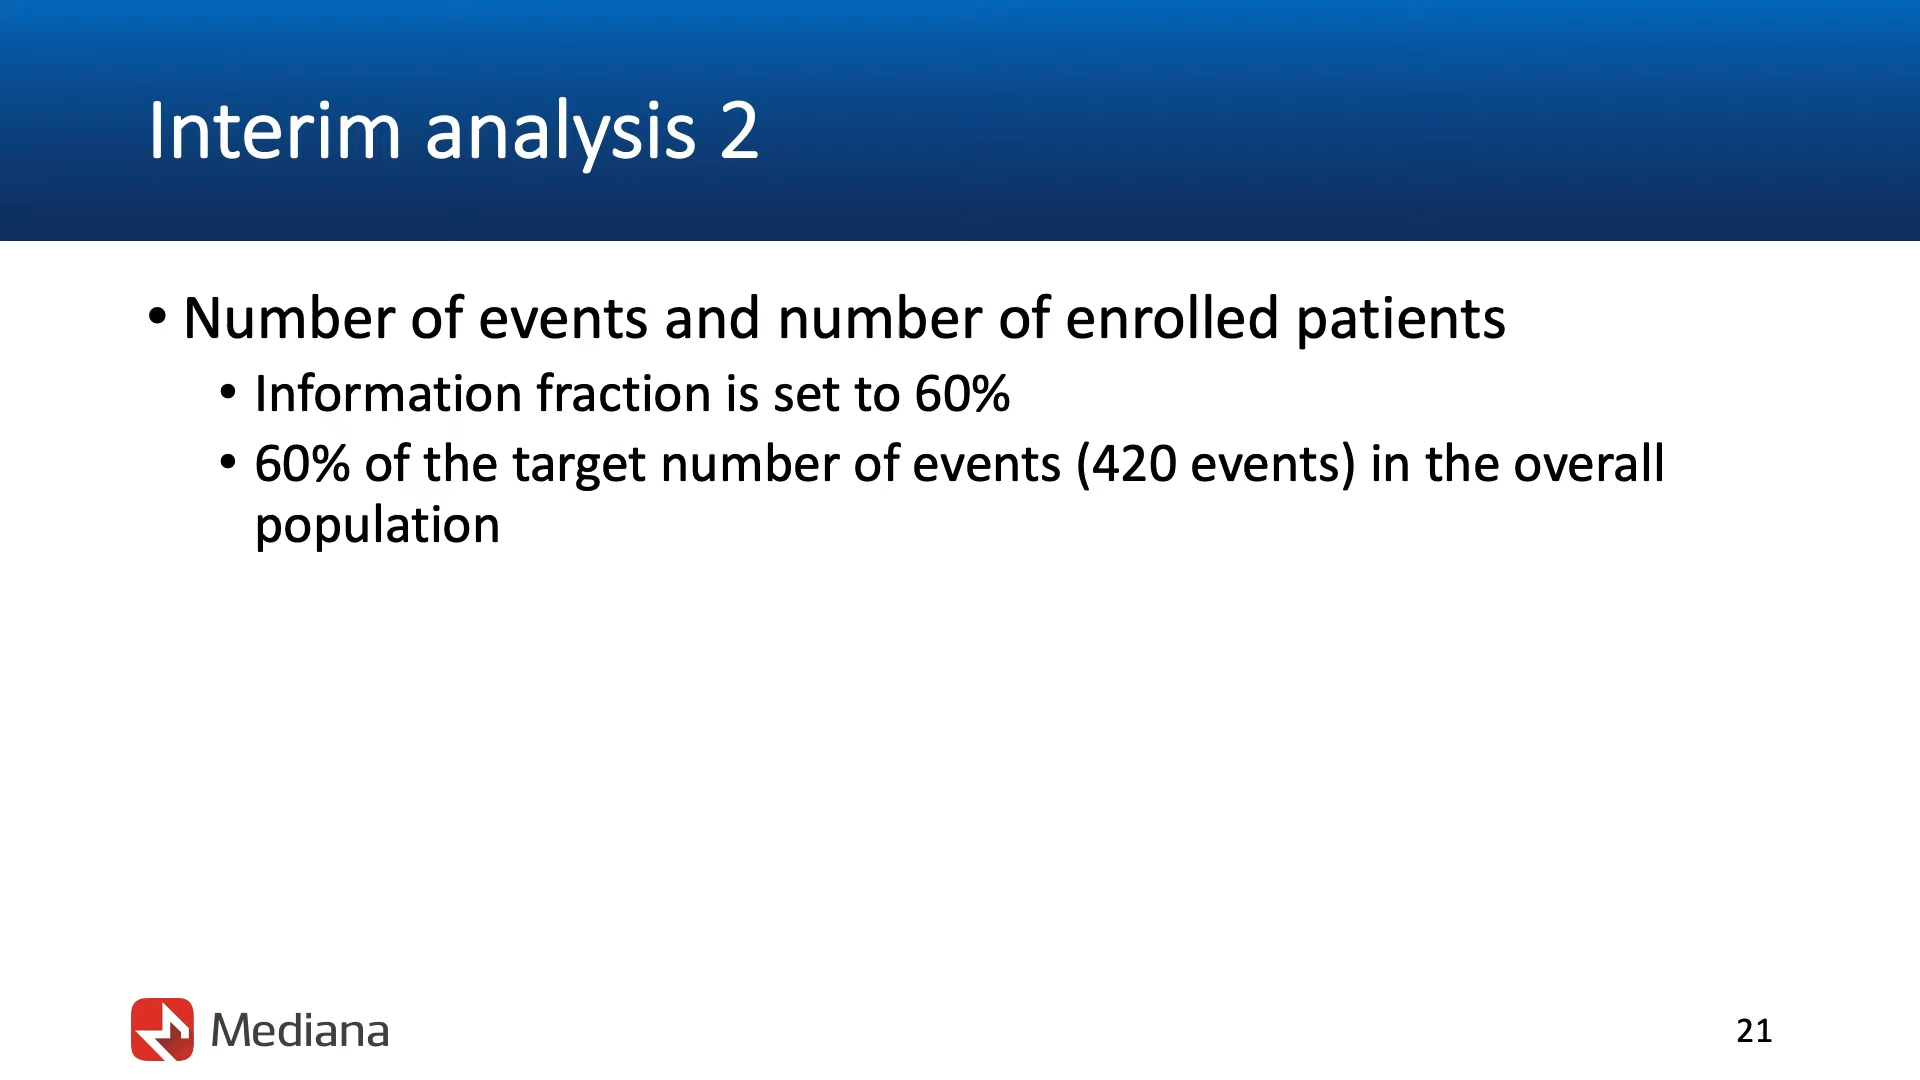 Interim analysis 2
• Number of events and number of enrolled patients
• Information fraction is set to 60%
• 60% of the target number of events (420 events) in the overall
population
Mediana
21